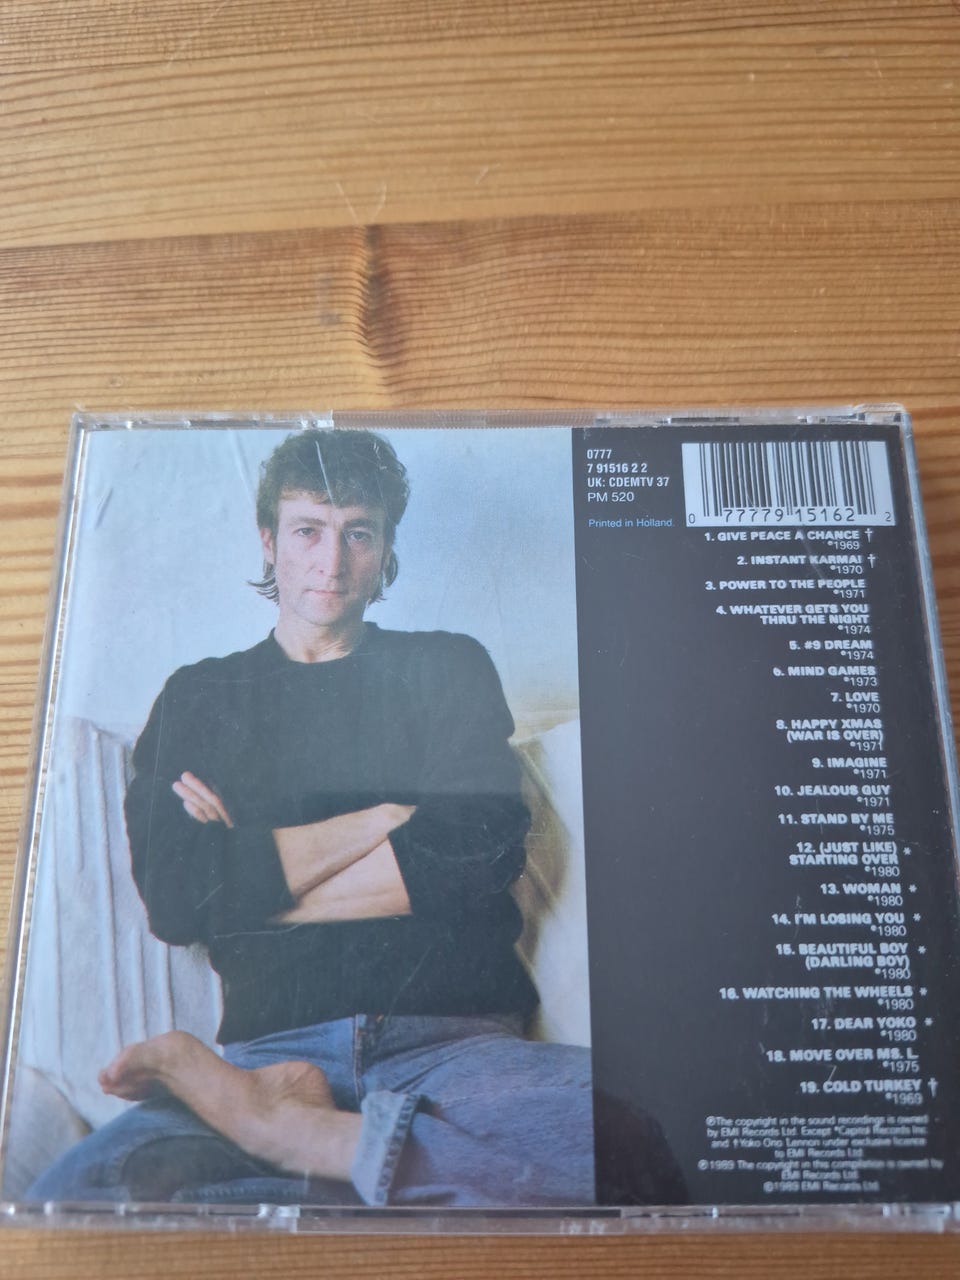 0777
7 91516 2 2
UK: CDEMTV 37
PM 520
Printed in Holland.
0 77779 15162 2
1. GIVE PEACE A CHANCE †
℗1969
2. INSTANT KARMA! †
℗1970
3. POWER TO THE PEOPLE
℗1971
4. WHATEVER GETS YOU
THRU THE NIGHT
℗1974
5. #9 DREAM
℗1974
6. MIND GAMES
℗1973
7. LOVE
℗1970
8. HAPPY XMAS
(WAR IS OVER)
℗1971
9. IMAGINE
℗1971
10. JEALOUS GUY
℗1971
11. STAND BY ME
℗1975
12. (JUST LIKE) *
STARTING OVER
℗1980
13. WOMAN *
℗1980
14. I'M LOSING YOU *
℗1980
15. BEAUTIFUL BOY *
(DARLING BOY)
℗1980
16. WATCHING THE WHEELS *
℗1980
17. DEAR YOKO *
℗1980
18. MOVE OVER MS. L
℗1975
19. COLD TURKEY †
℗1969
℗The copyright in the sound recordings is owned
by EMI Records Ltd. Except *Capitol Records Inc.
and †Yoko Ono Lennon under exclusive licence
to EMI Records Ltd.
℗1989 The copyright in this compilation is owned by
EMI Records Ltd.
©1989 EMI Records Ltd.